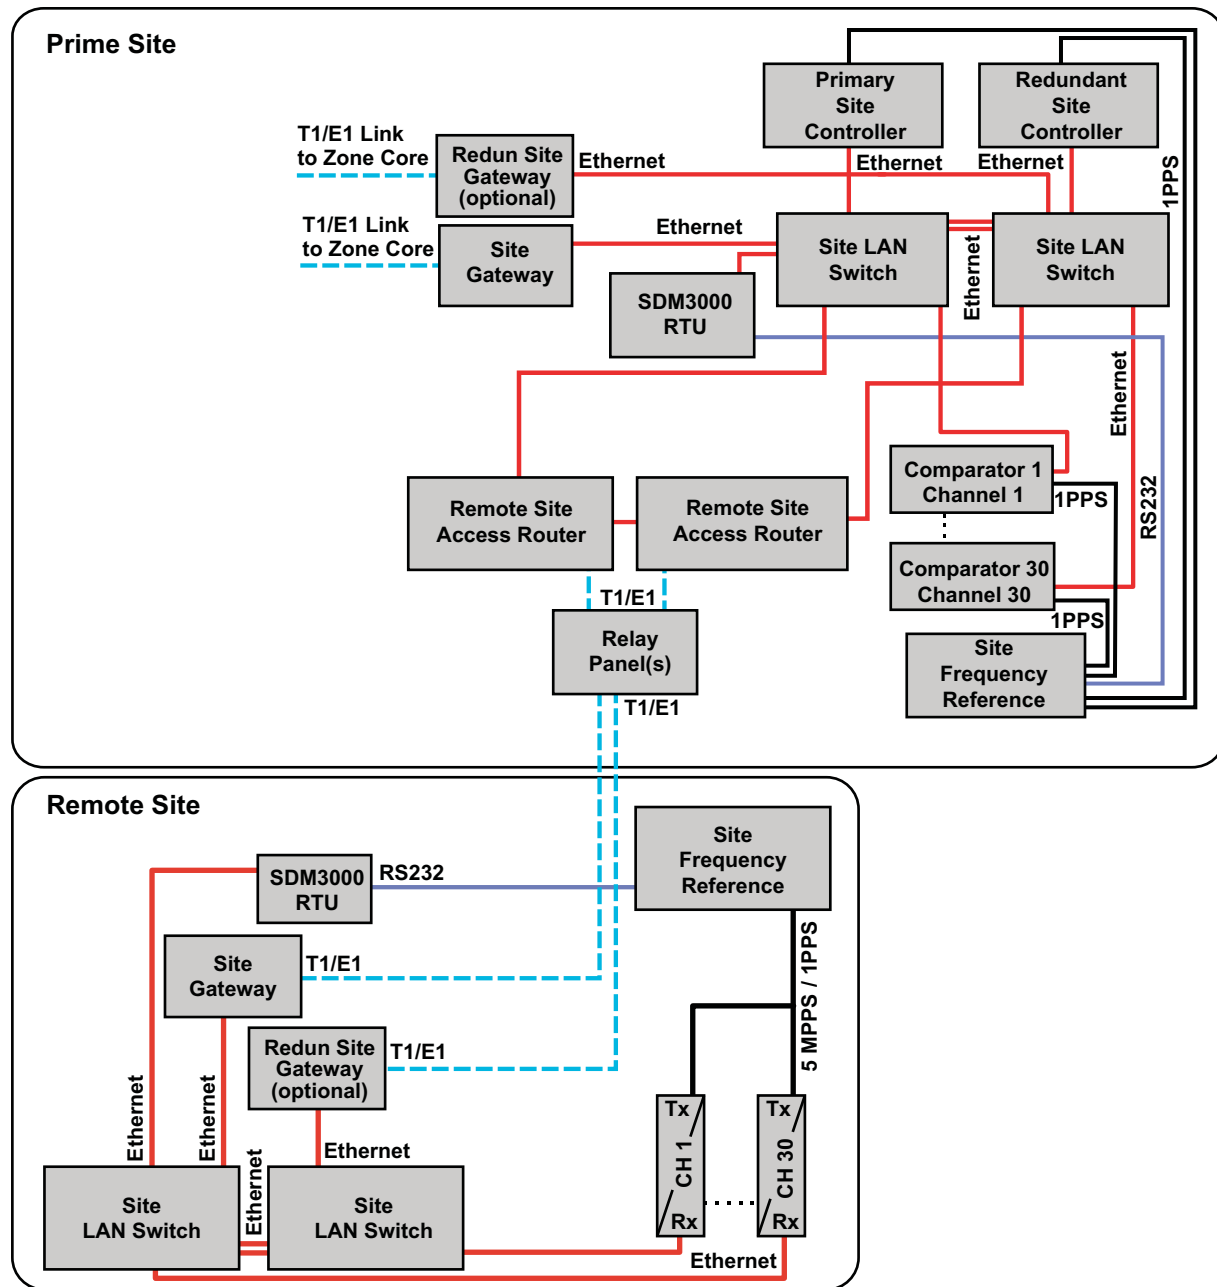 Prime Site
Primary
Site
Controller
Redundant
Site
Controller
T1/E1 Link
to Zone Core
Redun Site
Gateway
(optional)
Ethernet
Ethernet
Ethernet
1PPS
T1/E1 Link
to Zone Core
Site
Gateway
Ethernet
Site LAN
Switch
Ethernet
Site LAN
Switch
SDM3000
RTU
Ethernet
RS232
Comparator 1
Channel 1
1PPS
Remote Site
Access Router
Remote Site
Access Router
Comparator 30
Channel 30
1PPS
T1/E1
Relay
Panel(s)
T1/E1
Site
Frequency
Reference
Remote Site
Site
Frequency
Reference
SDM3000
RTU
RS232
Site
Gateway
T1/E1
5 MPPS / 1PPS
Redun Site
Gateway
(optional)
T1/E1
Ethernet
Ethernet
Ethernet
Ethernet
Tx
CH 1
Rx
Tx
CH 30
Rx
Site
LAN Switch
Site
LAN Switch
Ethernet